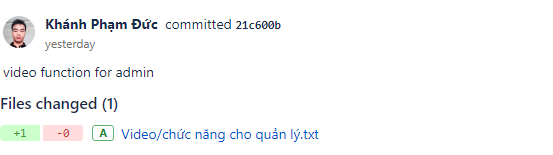 Khánh Phạm Đức committed 21c600b
yesterday
video function for admin
Files changed (1)
+1 -0 A Video/chức năng cho quản lý.txt